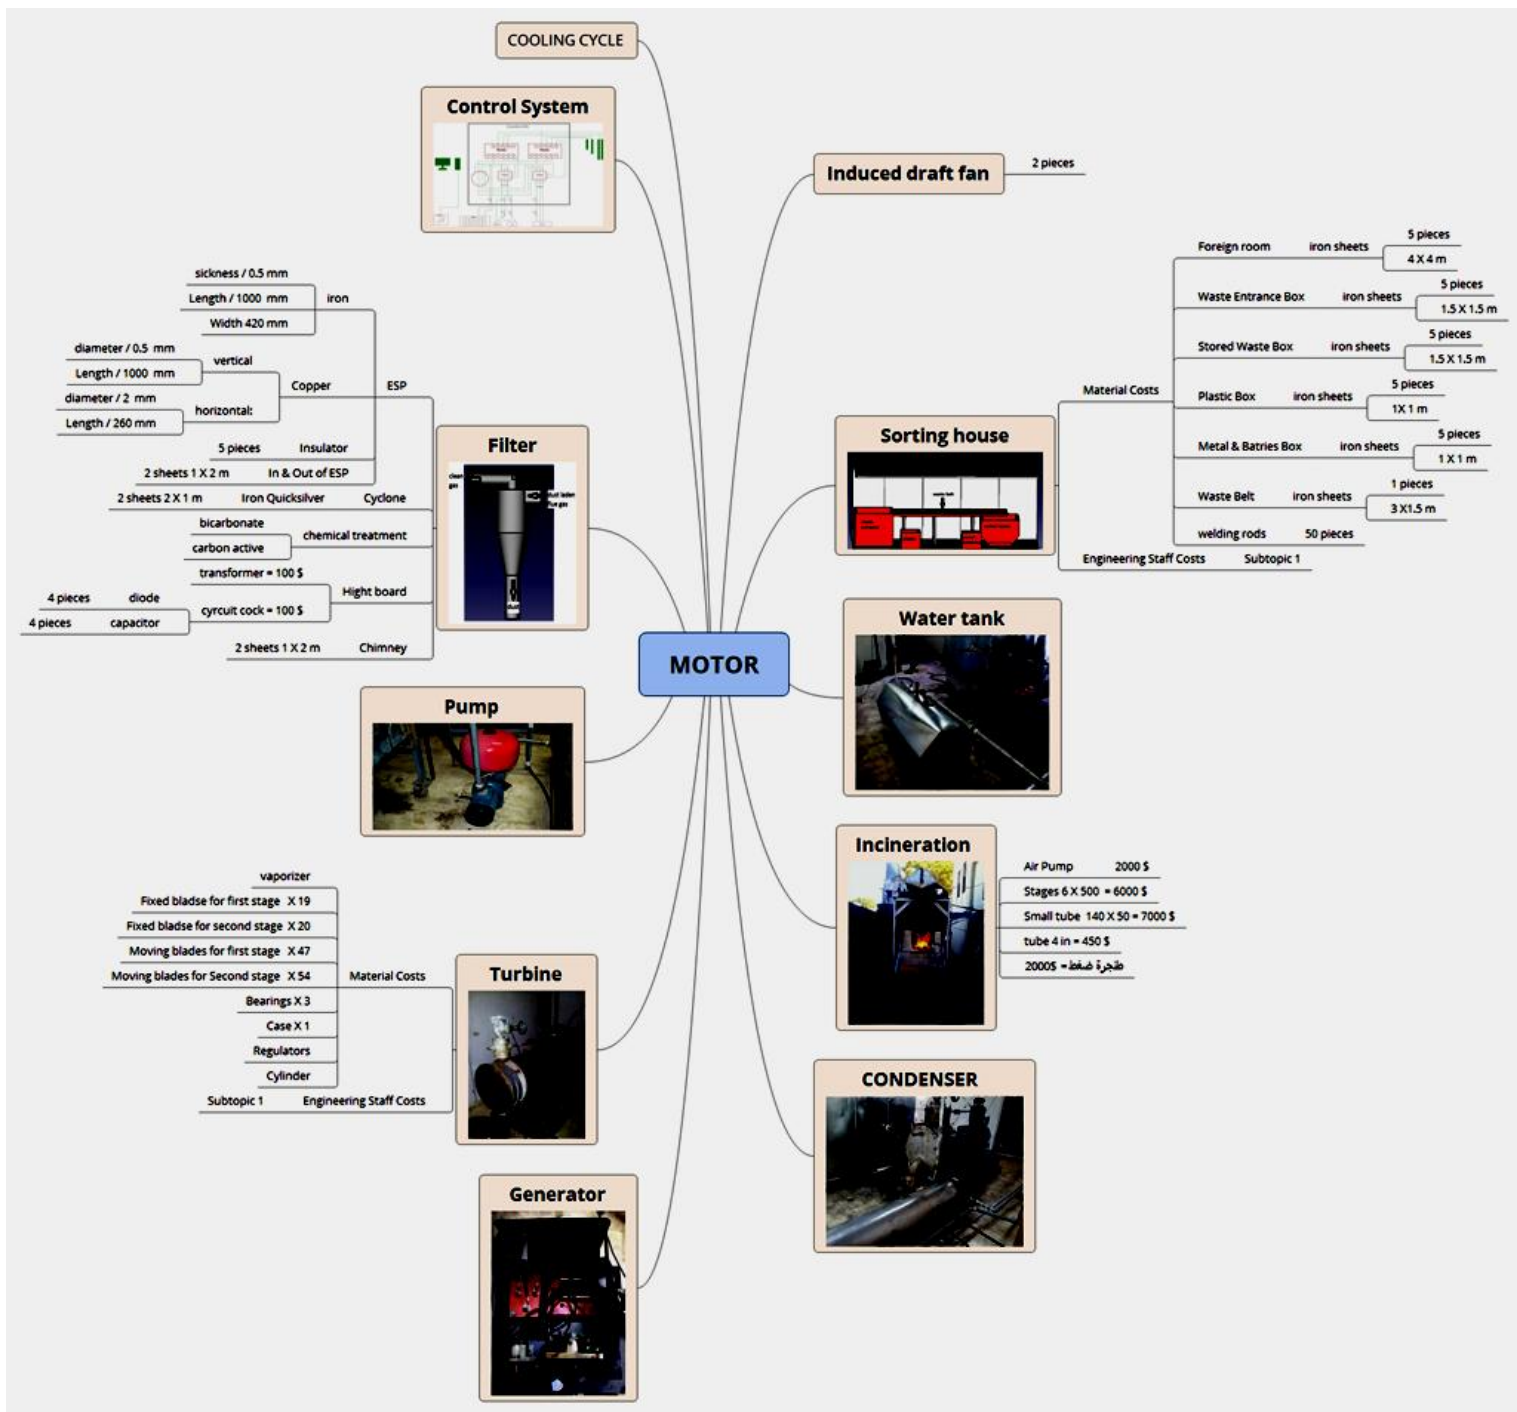 COOLING CYCLE
Control System
Induced draft fan
2 pieces
sickness / 0.5 mm
Length / 1000 mm
Width 420 mm
iron
diameter / 0.5 mm
Length / 1000 mm
vertical
diameter / 2 mm
Length / 260 mm
horizontal:
Copper
5 pieces
Insulator
2 sheets 1 X 2 m
In & Out of ESP
ESP
2 sheets 2 X 1 m
Iron Quicksilver
Cyclone
bicarbonate
carbon active
chemical treatment
transformer = 100 $
4 pieces
diode
4 pieces
capacitor
cyrcuit cock = 100 $
Hight board
2 sheets 1 X 2 m
Chimney
Filter
clean
gas
dust laden
flue gas
dust
Sorting house
waste belt
Material Costs
Foreign room
iron sheets
5 pieces
4 X 4 m
Waste Entrance Box
iron sheets
5 pieces
1.5 X 1.5 m
Stored Waste Box
iron sheets
5 pieces
1.5 X 1.5 m
Plastic Box
iron sheets
5 pieces
1X 1 m
Metal & Batries Box
iron sheets
5 pieces
1 X 1 m
Waste Belt
iron sheets
1 pieces
3 X1.5 m
welding rods
50 pieces
Engineering Staff Costs
Subtopic 1
Water tank
MOTOR
Pump
Incineration
Air Pump
2000 $
Stages 6 X 500 = 6000 $
Small tube 140 X 50 = 7000 $
tube 4 in = 450 $
طنجرة ضغط= 2000$
vaporizer
Fixed bladse for first stage X 19
Fixed bladse for second stage X 20
Moving blades for first stage X 47
Moving blades for Second stage X 54
Bearings X 3
Case X 1
Regulators
Cylinder
Material Costs
Subtopic 1
Engineering Staff Costs
Turbine
CONDENSER
Generator